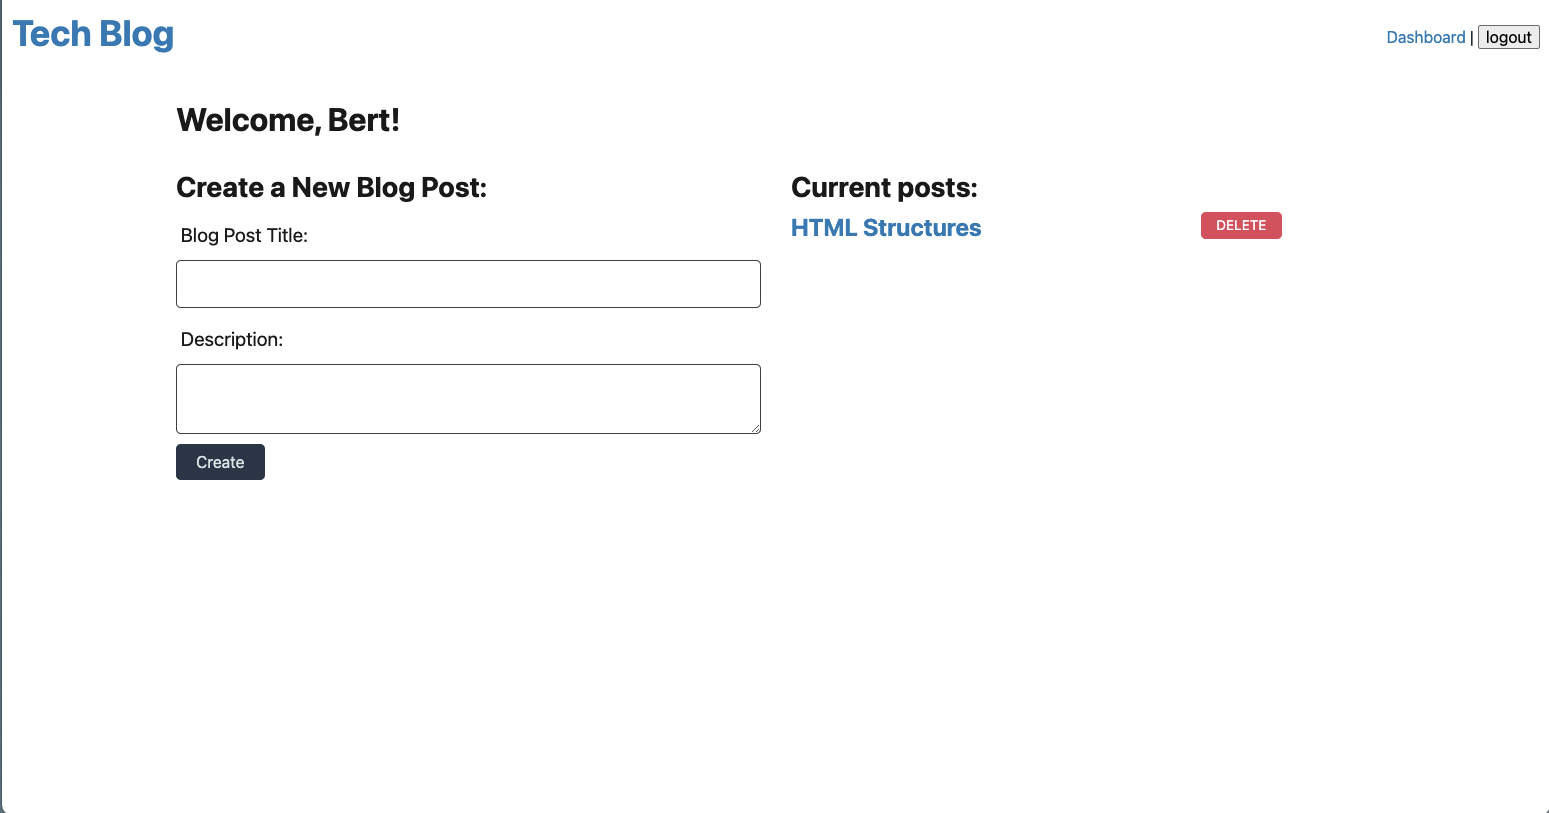 Tech Blog
Dashboard | logout
Welcome, Bert!
Create a New Blog Post:
Blog Post Title:
Description:
Create
Current posts:
HTML Structures
DELETE